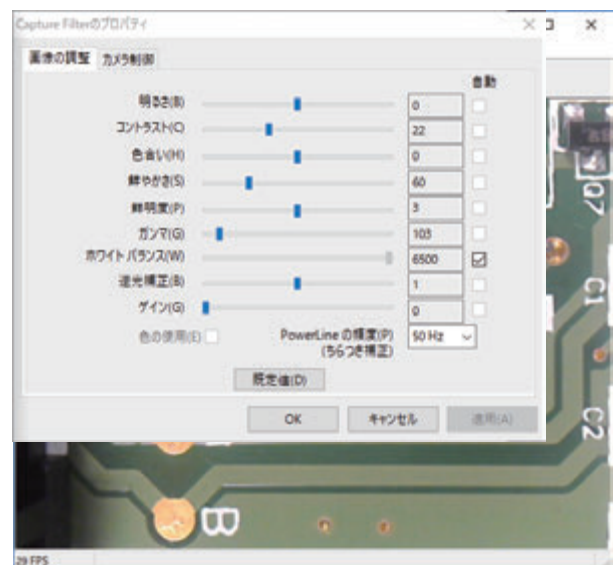 Capture Filterのプロパティ
画像の調整 カメラ制御
自動
明るさ(B) 0
コントラスト(C) 22
色合い(H) 0
鮮やかさ(S) 60
鮮明度(P) 3
ガンマ(G) 103
ホワイト バランス(W) 6500
逆光補正(B) 1
ゲイン(G) 0
色の使用(E) PowerLine の頻度(P) 50 Hz
(ちらつき補正)
既定値(D)
OK キャンセル 適用(A)
Q7
C1
C2
B
29 FPS